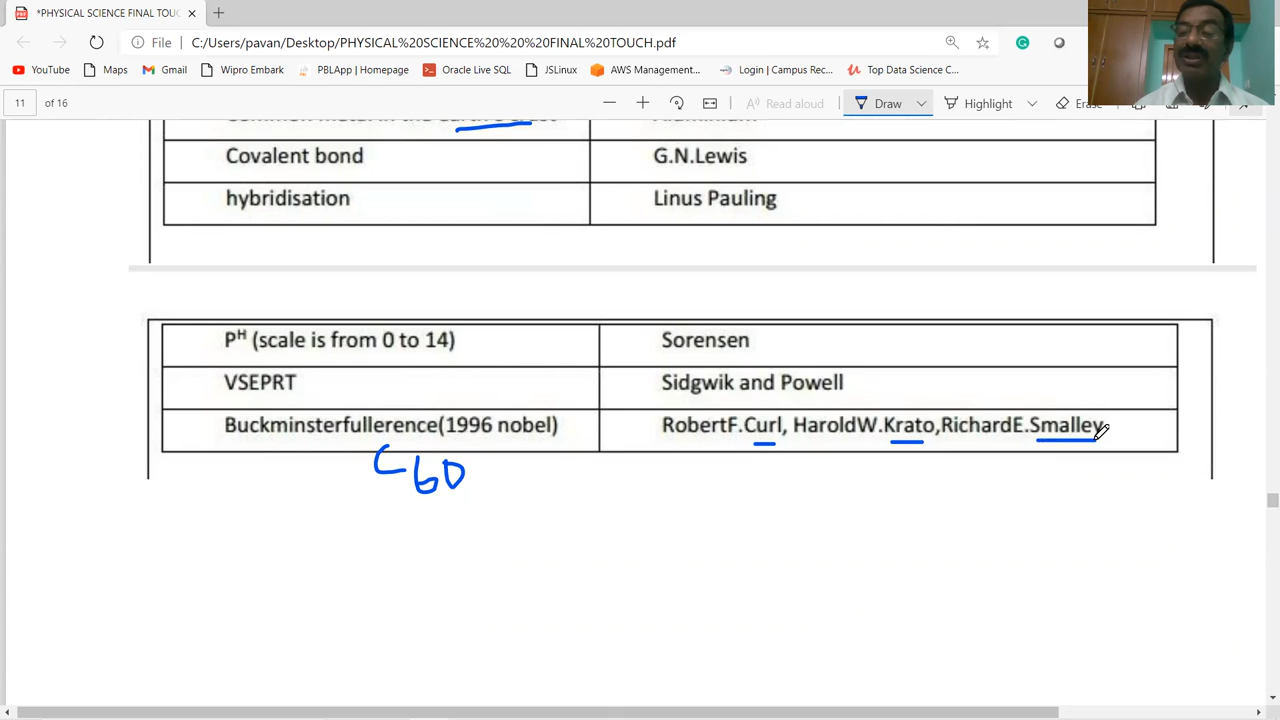 *PHYSICAL SCIENCE FINAL TOUC
File C:/Users/pavan/Desktop/PHYSICAL%20SCIENCE%20%20%20FINAL%20TOUCH.pdf
YouTube Maps Gmail Wipro Embark PBLApp | Homepage Oracle Live SQL JSLinux AWS Management... Login | Campus Rec... Top Data Science C...
11 of 16 Read aloud Draw Highlight Erase
Covalent bond G.N.Lewis
hybridisation Linus Pauling
P^H (scale is from 0 to 14) Sorensen
VSEPRT Sidgwik and Powell
Buckminsterfullerence(1996 nobel) RobertF.Curl, HaroldW.Krato,RichardE.Smalley
C60